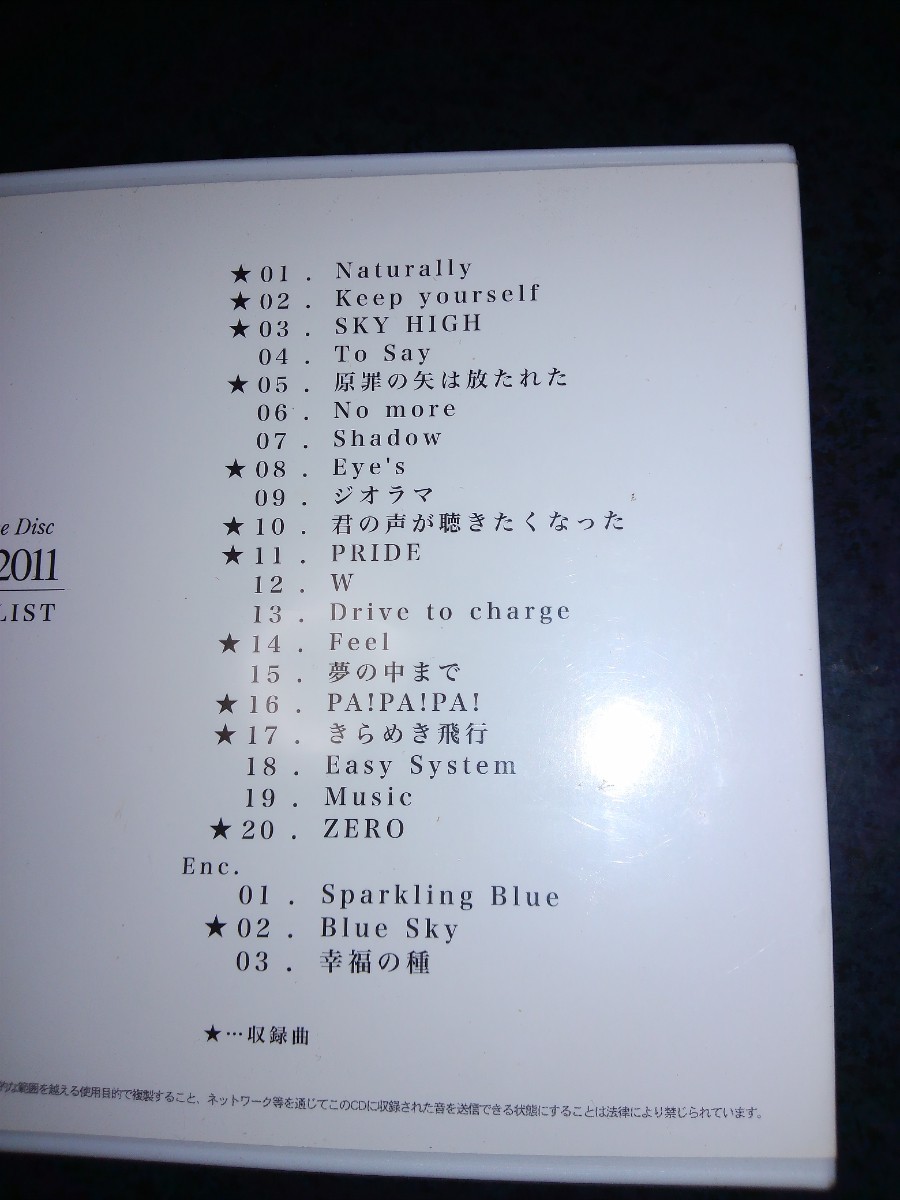 e Disc
2011
LIST
★01. Naturally
★02. Keep yourself
★03. SKY HIGH
04. To Say
★05. 原罪の矢は放たれた
06. No more
07. Shadow
★08. Eye's
09. ジオラマ
★10. 君の声が聴きたくなった
★11. PRIDE
12. W
13. Drive to charge
★14. Feel
15. 夢の中まで
★16. PA!PA!PA!
★17. きらめき飛行
18. Easy System
19. Music
★20. ZERO
Enc.
01. Sparkling Blue
★02. Blue Sky
03. 幸福の種
★…収録曲
的な範囲を越える使用目的で複製すること、ネットワーク等を通じてこのCDに収録された音を送信できる状態にすることは法律により禁じられています。